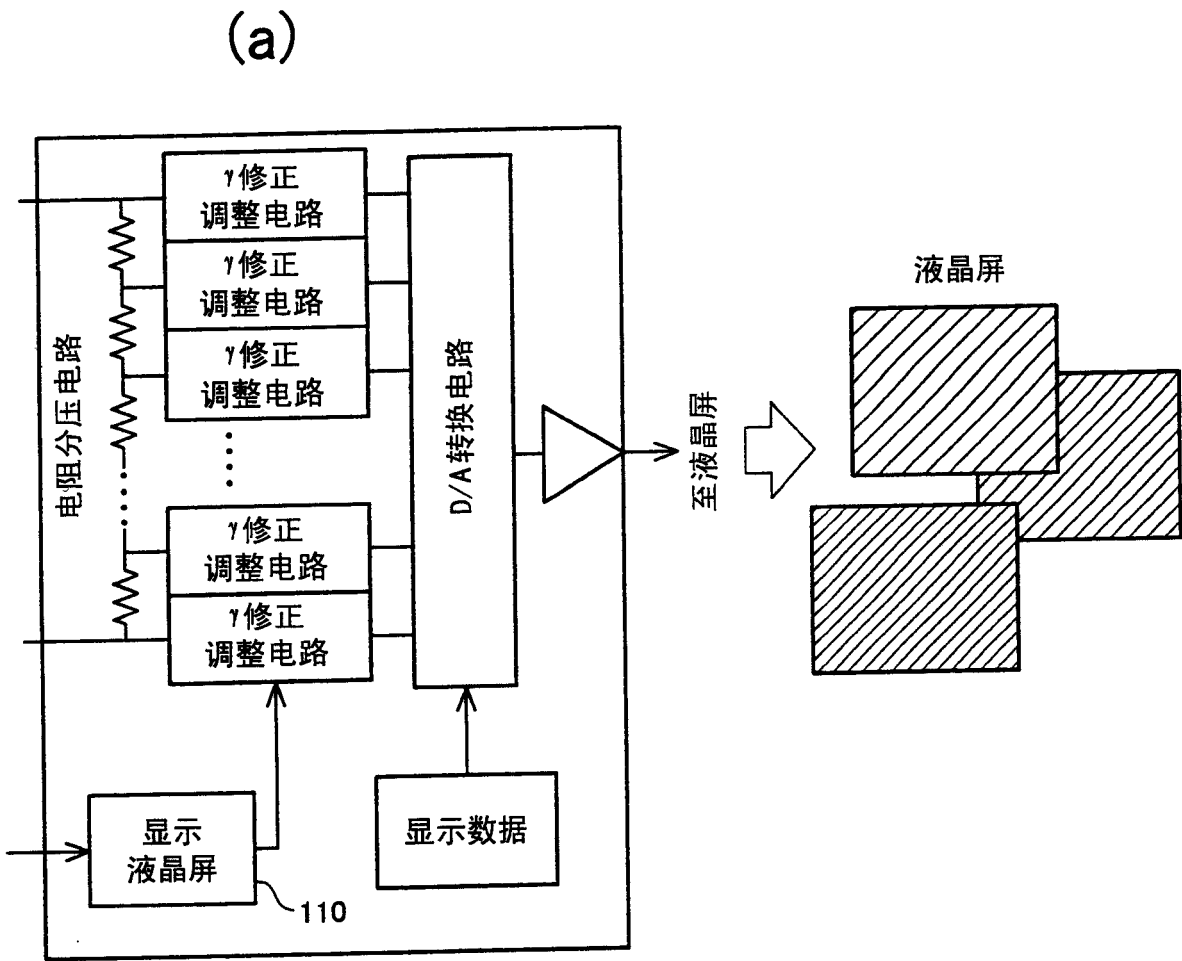 (a)
电阻分压电路
γ修正
调整电路
γ修正
调整电路
γ修正
调整电路
γ修正
调整电路
γ修正
调整电路
D/A转换电路
至液晶屏
液晶屏
显示
液晶屏
110
显示数据